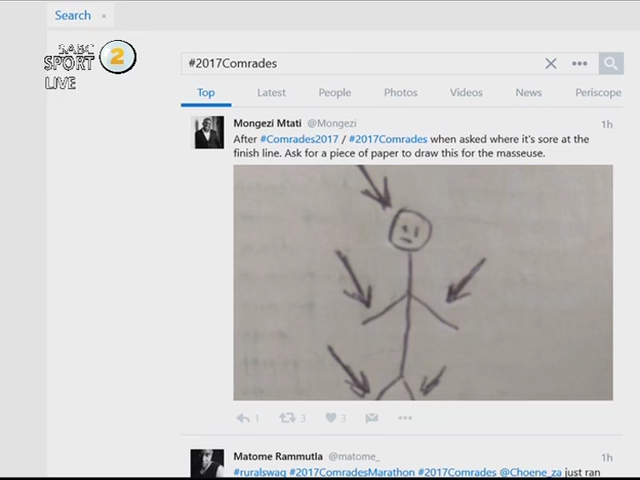 Search ×
SABC
SPORT 2
LIVE
#2017Comrades
Top Latest People Photos Videos News Periscope
Mongezi Mtati @Mongezi 1h
After #Comrades2017 / #2017Comrades when asked where it's sore at the
finish line. Ask for a piece of paper to draw this for the masseuse.
1 3 3
Matome Rammutla @matome_ 1h
#ruralswag #2017ComradesMarathon #2017Comrades @Choene_za just ran